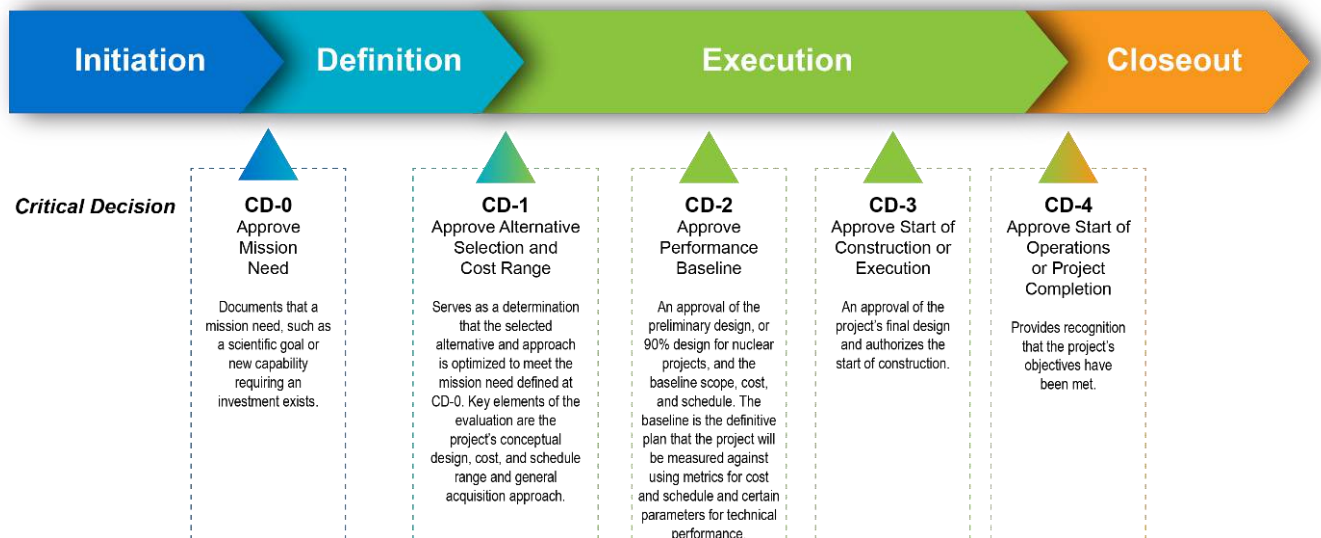 Initiation
Definition
Execution
Closeout
Critical Decision
CD-0
Approve
Mission
Need
Documents that a
mission need, such as
a scientific goal or
new capability
requiring an
investment exists.
CD-1
Approve Alternative
Selection and
Cost Range
Serves as a determination
that the selected
alternative and approach
is optimized to meet the
mission need defined at
CD-0. Key elements of the
evaluation are the
project's conceptual
design, cost, and schedule
range and general
acquisition approach.
CD-2
Approve
Performance
Baseline
An approval of the
preliminary design, or
90% design for nuclear
projects, and the
baseline scope, cost,
and schedule. The
baseline is the definitive
plan that the project will
be measured against
using metrics for cost
and schedule and certain
parameters for technical
performance.
CD-3
Approve Start of
Construction or
Execution
An approval of the
project's final design
and authorizes the
start of construction.
CD-4
Approve Start of
Operations
or Project
Completion
Provides recognition
that the project's
objectives have
been met.